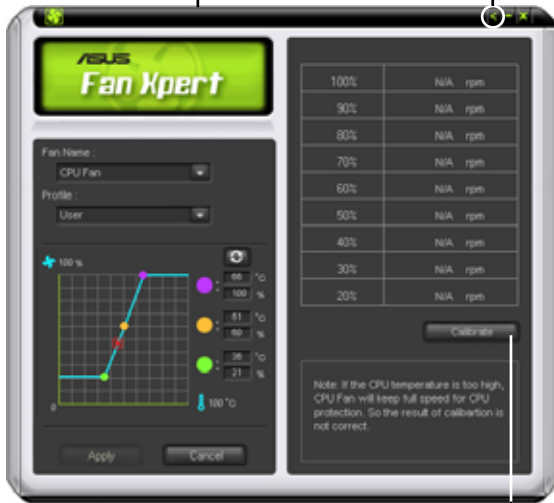 ASUS
Fan Xpert
Fan Name :
CPU Fan
Profile :
User
100 %
66 °C
100 %
51 °C
60 %
36 °C
21 %
0
100 °C
Apply
Cancel
100% N/A rpm
90% N/A rpm
80% N/A rpm
70% N/A rpm
60% N/A rpm
50% N/A rpm
40% N/A rpm
30% N/A rpm
20% N/A rpm
Calibrate
Note: If the CPU temperature is too high,
CPU Fan will keep full speed for CPU
protection. So the result of calibartion is
not correct.